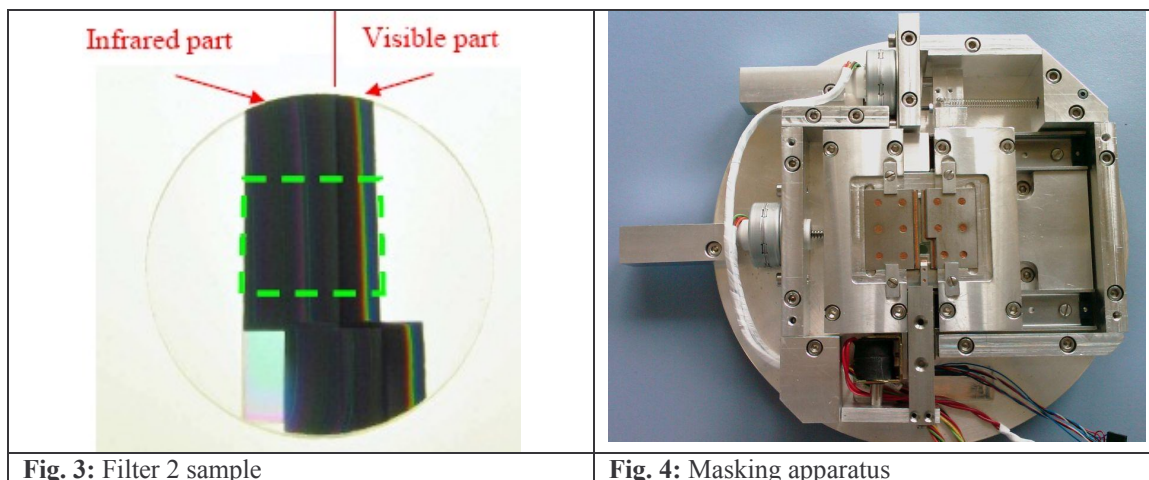 Infrared part
Visible part
Fig. 3: Filter 2 sample
Fig. 4: Masking apparatus